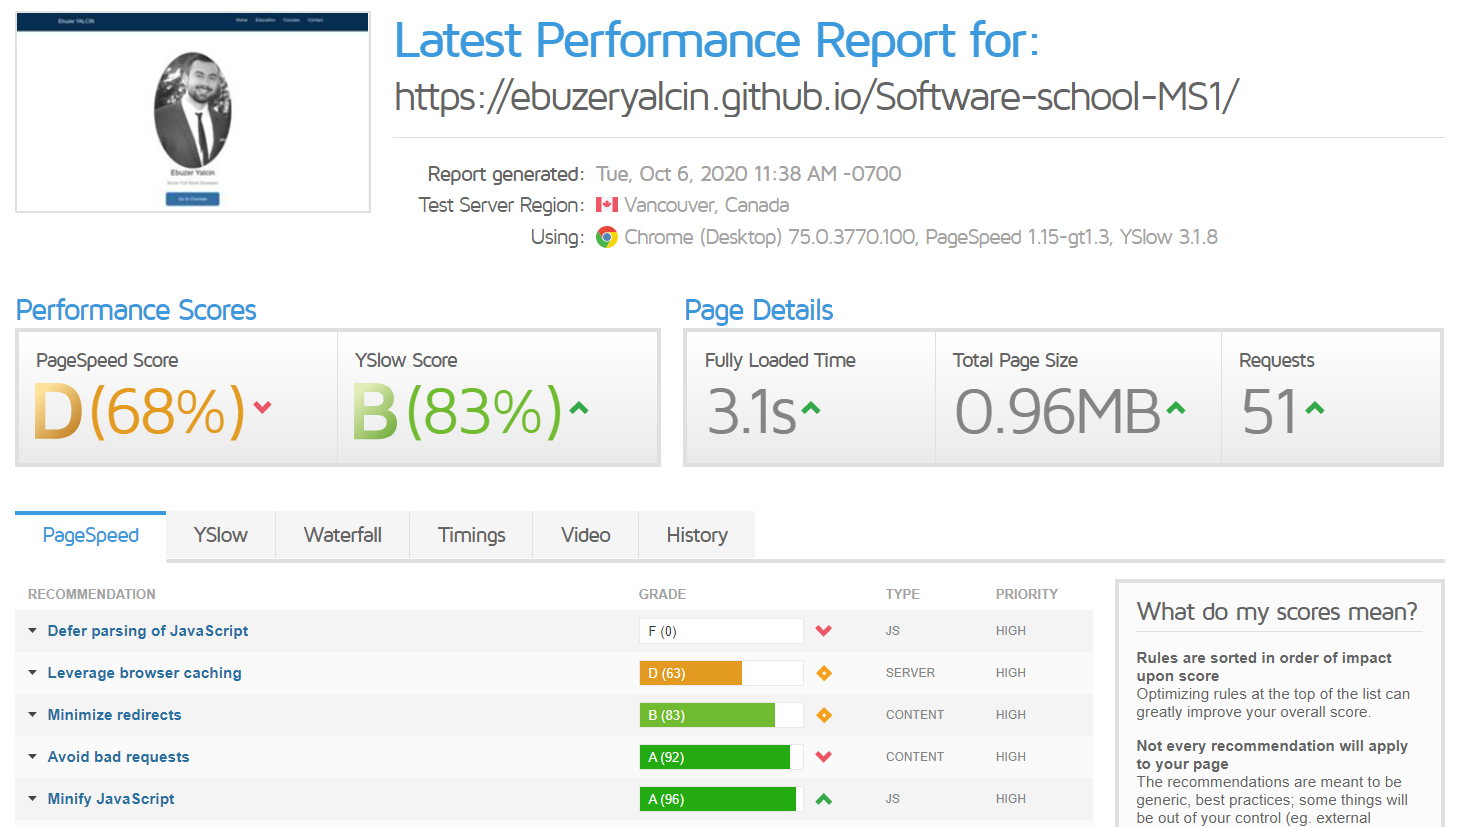 Ebuzer YALCIN Home Education Courses Contact
Ebuzer Yalcin
Go to Courses
Latest Performance Report for:
https://ebuzeryalcin.github.io/Software-school-MS1/
Report generated: Tue, Oct 6, 2020 11:38 AM -0700
Test Server Region: Vancouver, Canada
Using: Chrome (Desktop) 75.0.3770.100, PageSpeed 1.15-gt1.3, YSlow 3.1.8
Performance Scores
PageSpeed Score
D(68%)
YSlow Score
B(83%)
Page Details
Fully Loaded Time
3.1s
Total Page Size
0.96MB
Requests
51
PageSpeed YSlow Waterfall Timings Video History
RECOMMENDATION GRADE TYPE PRIORITY
Defer parsing of JavaScript F (0) JS HIGH
Leverage browser caching D (63) SERVER HIGH
Minimize redirects B (83) CONTENT HIGH
Avoid bad requests A (92) CONTENT HIGH
Minify JavaScript A (96) JS HIGH
What do my scores mean?
Rules are sorted in order of impact
upon score
Optimizing rules at the top of the list can
greatly improve your overall score.
Not every recommendation will apply
to your page
The recommendations are meant to be
generic, best practices; some things will
be out of your control (eg. external